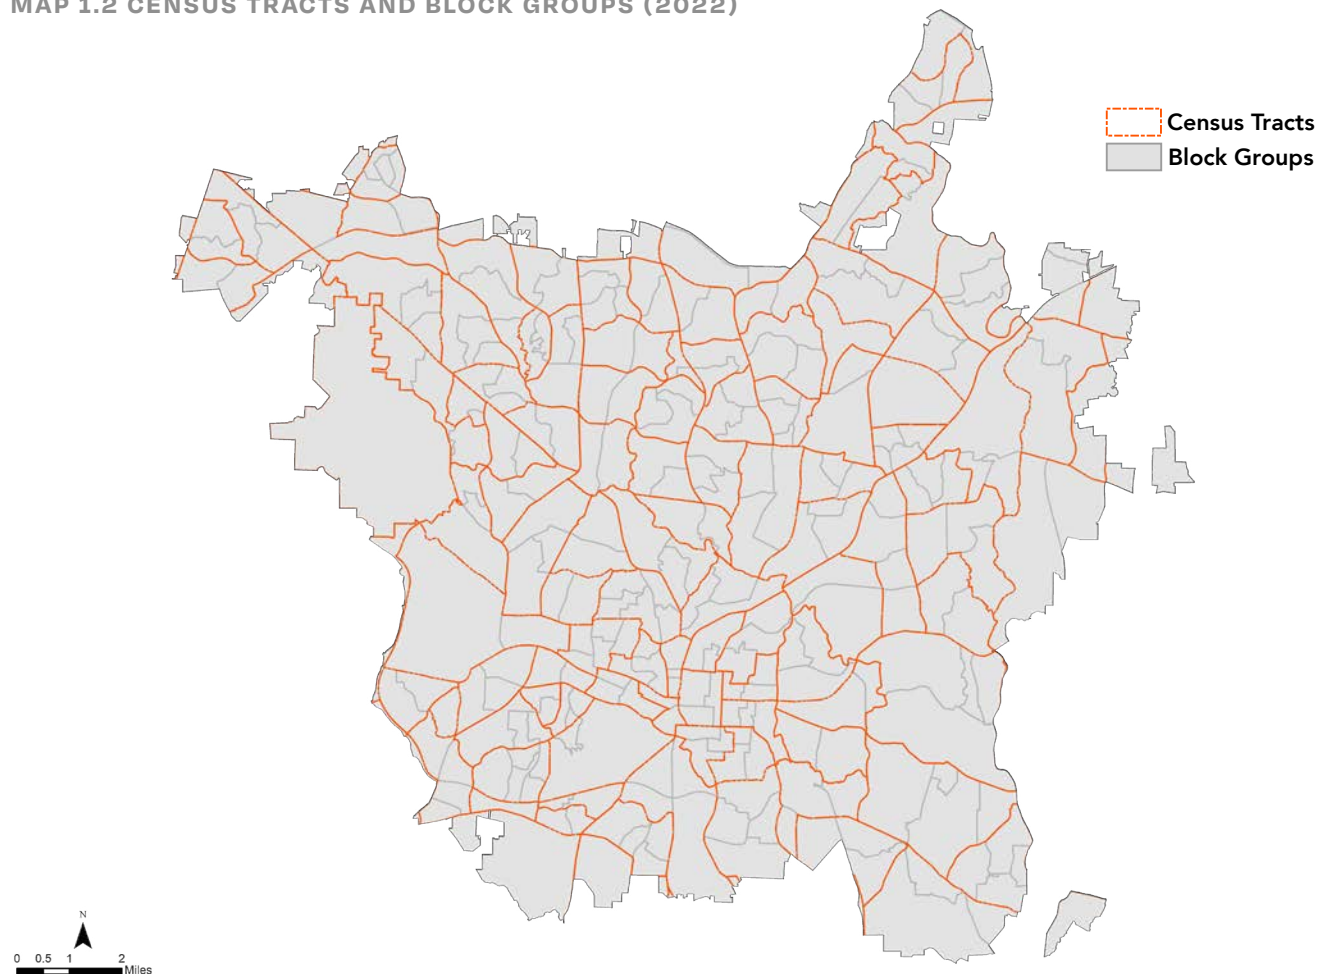 MAP 1.2 CENSUS TRACTS AND BLOCK GROUPS (2022)
Census Tracts
Block Groups
N
0 0.5 1 2
Miles